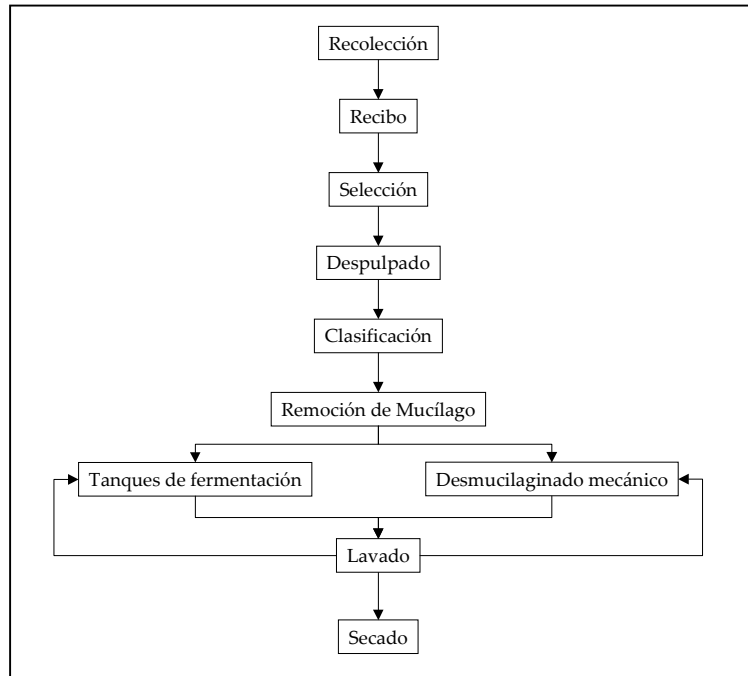 Recolección
Recibo
Selección
Despulpado
Clasificación
Remoción de Mucílago
Tanques de fermentación
Desmucilaginado mecánico
Lavado
Secado